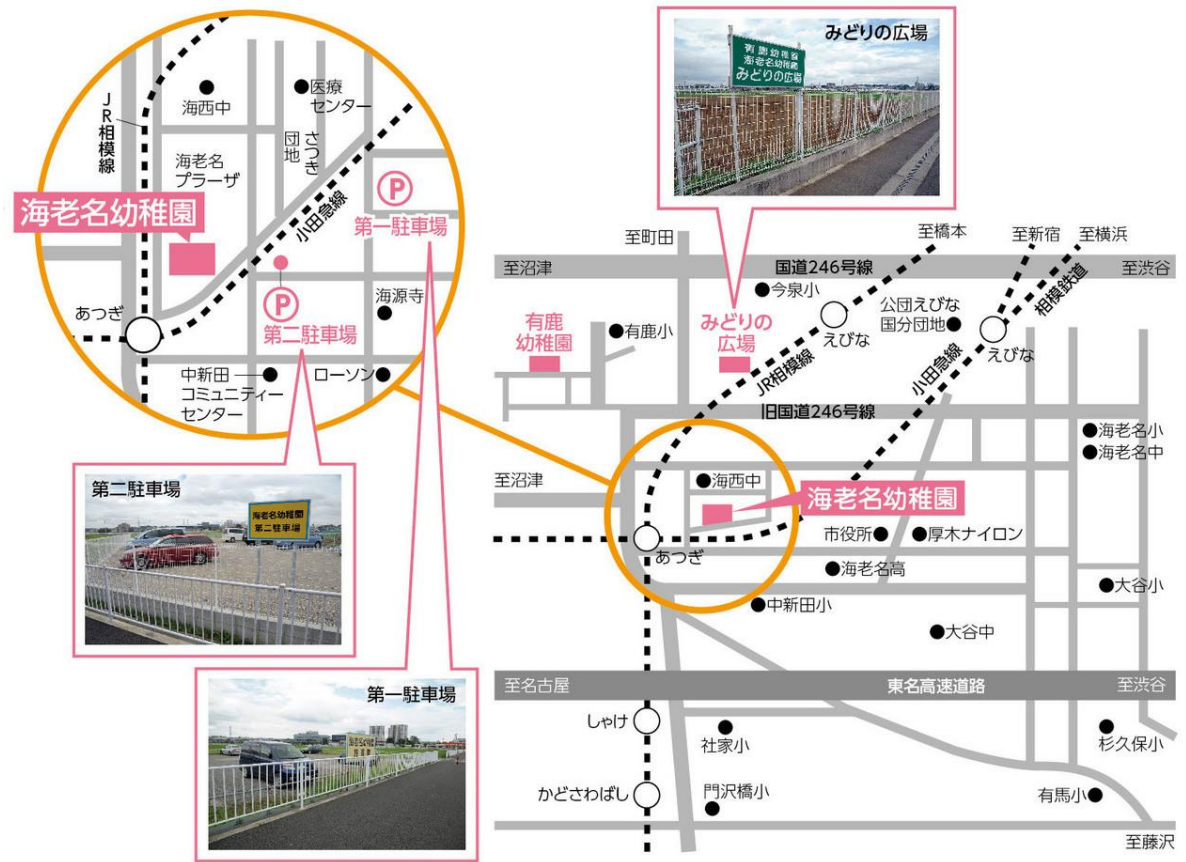 JR相模線
海西中
医療
センター
さつき
団地
海老名
プラーザ
海老名幼稚園
小田急線
P
第一駐車場
P
第二駐車場
海源寺
あつぎ
中新田
コミュニティー
センター
ローソン
第二駐車場
海老名幼稚園
第二駐車場
第一駐車場
みどりの広場
有鹿幼稚園
海老名幼稚園
みどりの広場
至町田
至橋本
至新宿
至横浜
至沼津
国道246号線
相模鉄道
至渋谷
今泉小
公団えびな
国分団地
有鹿
幼稚園
有鹿小
みどりの
広場
えびな
えびな
JR相模線
小田急線
旧国道246号線
海老名小
海老名中
至沼津
海西中
海老名幼稚園
あつぎ
市役所
厚木ナイロン
海老名高
中新田小
大谷小
大谷中
至名古屋
東名高速道路
至渋谷
しゃけ
社家小
杉久保小
かどさわばし
門沢橋小
有馬小
至藤沢